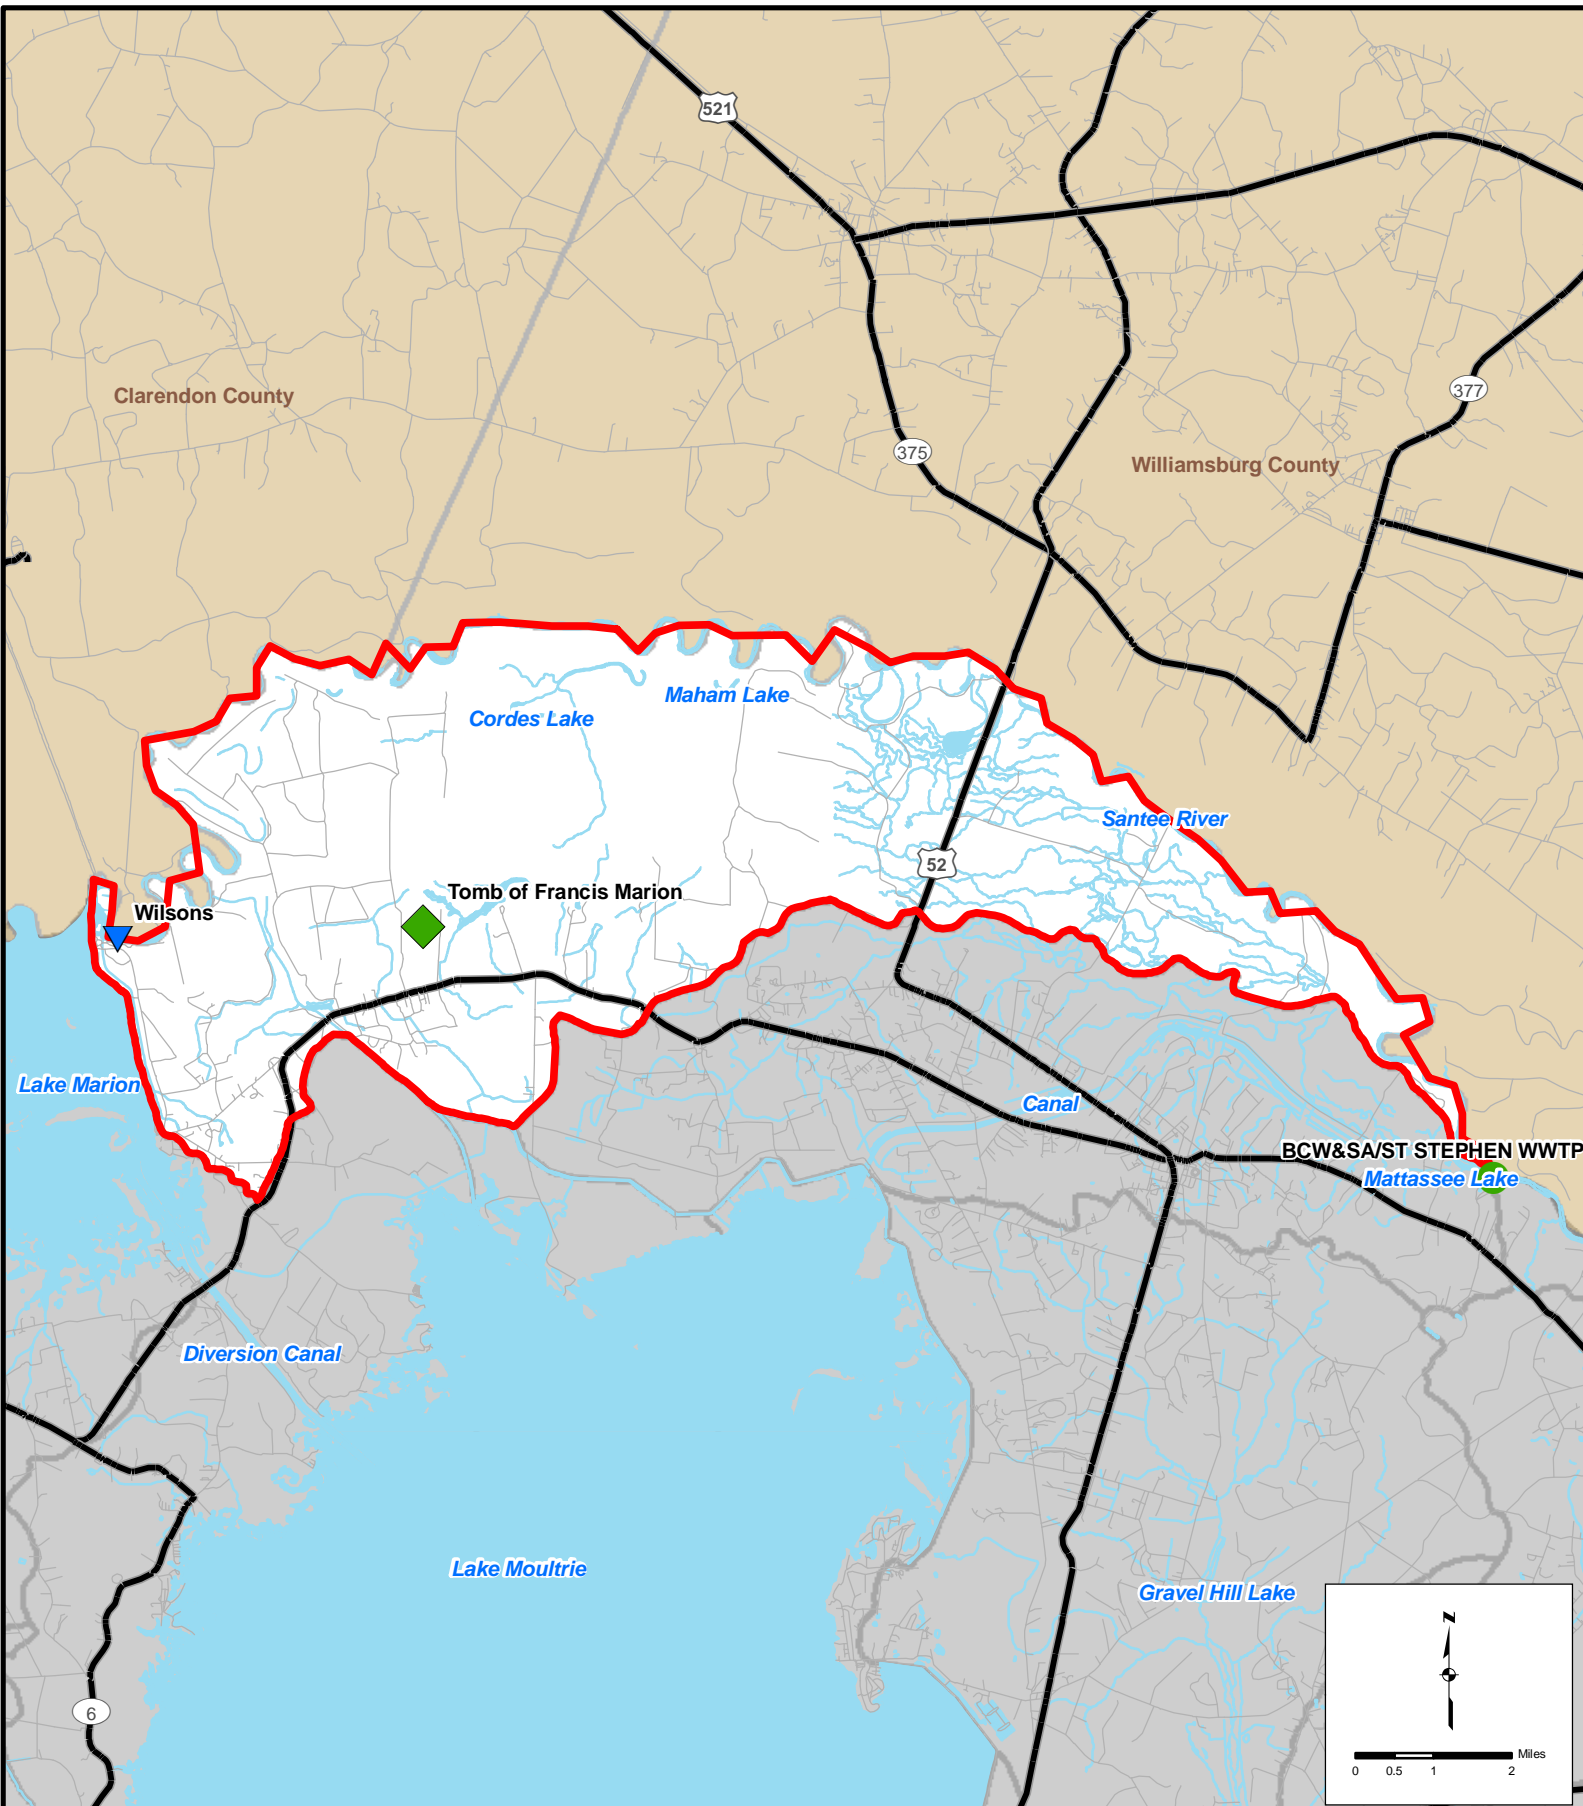 521
Clarendon County
377
375
Williamsburg County
Maham Lake
Cordes Lake
Santee River
52
Tomb of Francis Marion
Wilsons
Lake Marion
Canal
BCW&SA/ST STEPHEN WWTP
Mattassee Lake
Diversion Canal
Lake Moultrie
Gravel Hill Lake
N
6
Miles
0 0.5 1 2